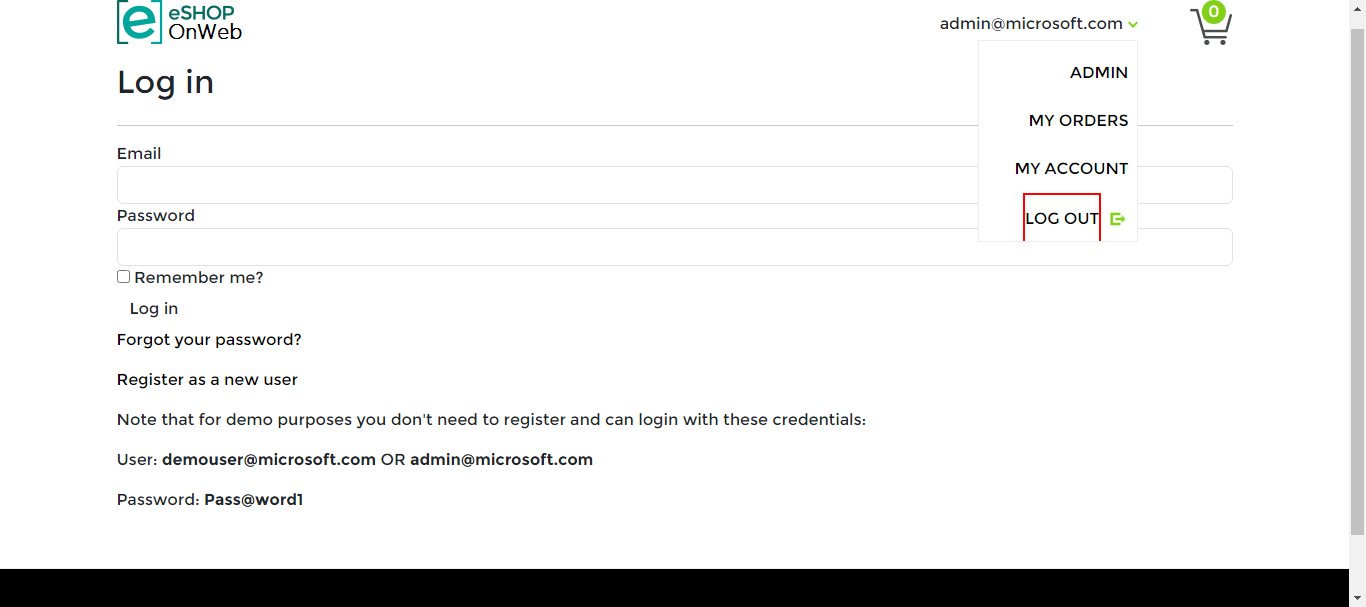 eSHOP
OnWeb
admin@microsoft.com
0
ADMIN
MY ORDERS
MY ACCOUNT
LOG OUT
Log in
Email
Password
Remember me?
Log in
Forgot your password?
Register as a new user
Note that for demo purposes you don't need to register and can login with these credentials:
User: demouser@microsoft.com OR admin@microsoft.com
Password: Pass@word1